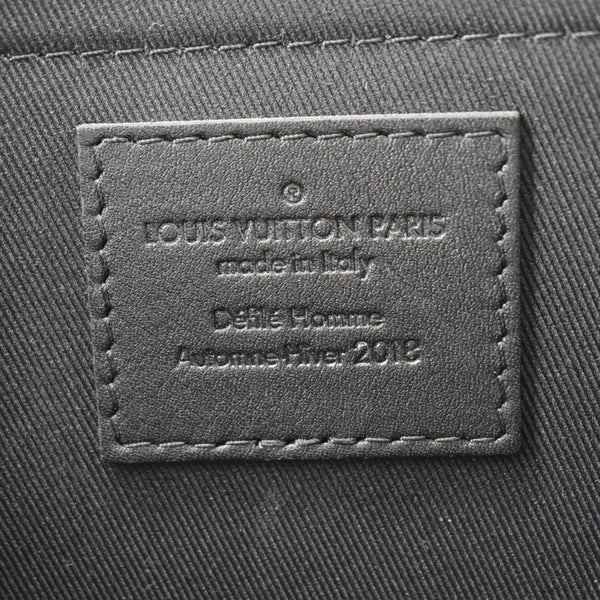 ®
LOUIS VUITTON PARIS
made in Italy
Défilé Homme
Automne Hiver 2018